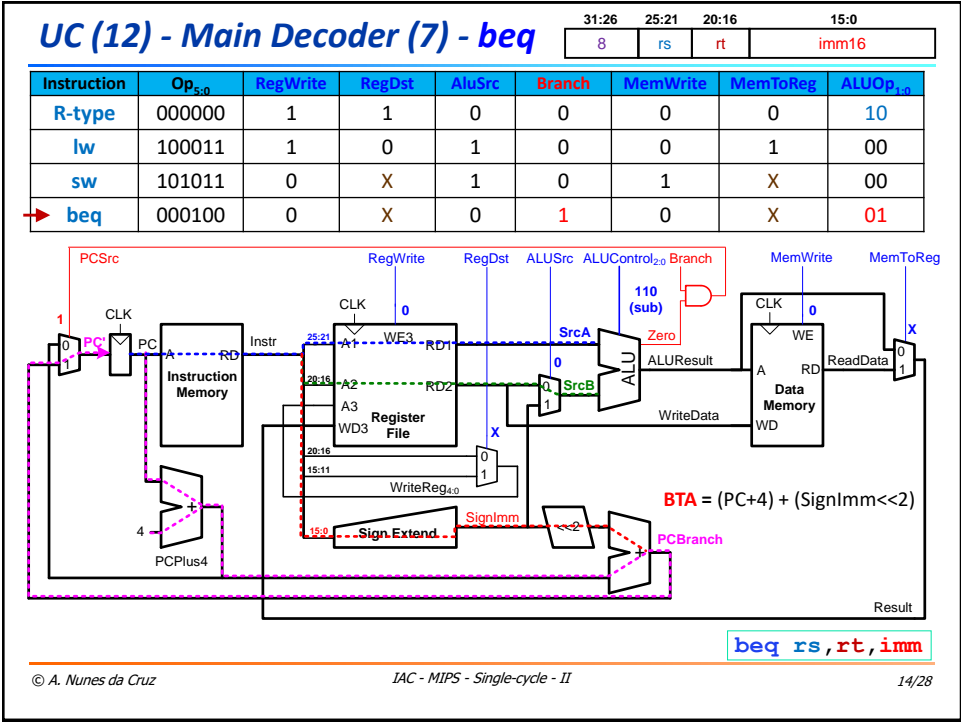 UC (12) - Main Decoder (7) - beq
31:26 25:21 20:16 15:0
8 rs rt imm16
Instruction Op5:0 RegWrite RegDst AluSrc Branch MemWrite MemToReg ALUOp1:0
R-type 000000 1 1 0 0 0 0 10
lw 100011 1 0 1 0 0 1 00
sw 101011 0 X 1 0 1 X 00
beq 000100 0 X 0 1 0 X 01
PCSrc RegWrite RegDst ALUSrc ALUControl2:0 Branch MemWrite MemToReg
110
(sub)
CLK CLK CLK
1 0 0 X
PC' PC Instr
0
1
A RD
Instruction
Memory
25:21 A1 WE3 RD1
20:16 A2 RD2
A3
WD3
Register
File
SrcA
0
0 SrcB
1
ALU
Zero
ALUResult
WriteData
WE
A RD
Data
Memory
WD
ReadData
0
1
X
20:16 0
15:11 1
WriteReg4:0
+
4
PCPlus4
15:0 Sign Extend SignImm <<2
+
PCBranch
BTA = (PC+4) + (SignImm<<2)
Result
beq rs,rt,imm
© A. Nunes da Cruz IAC - MIPS - Single-cycle - II 14/28